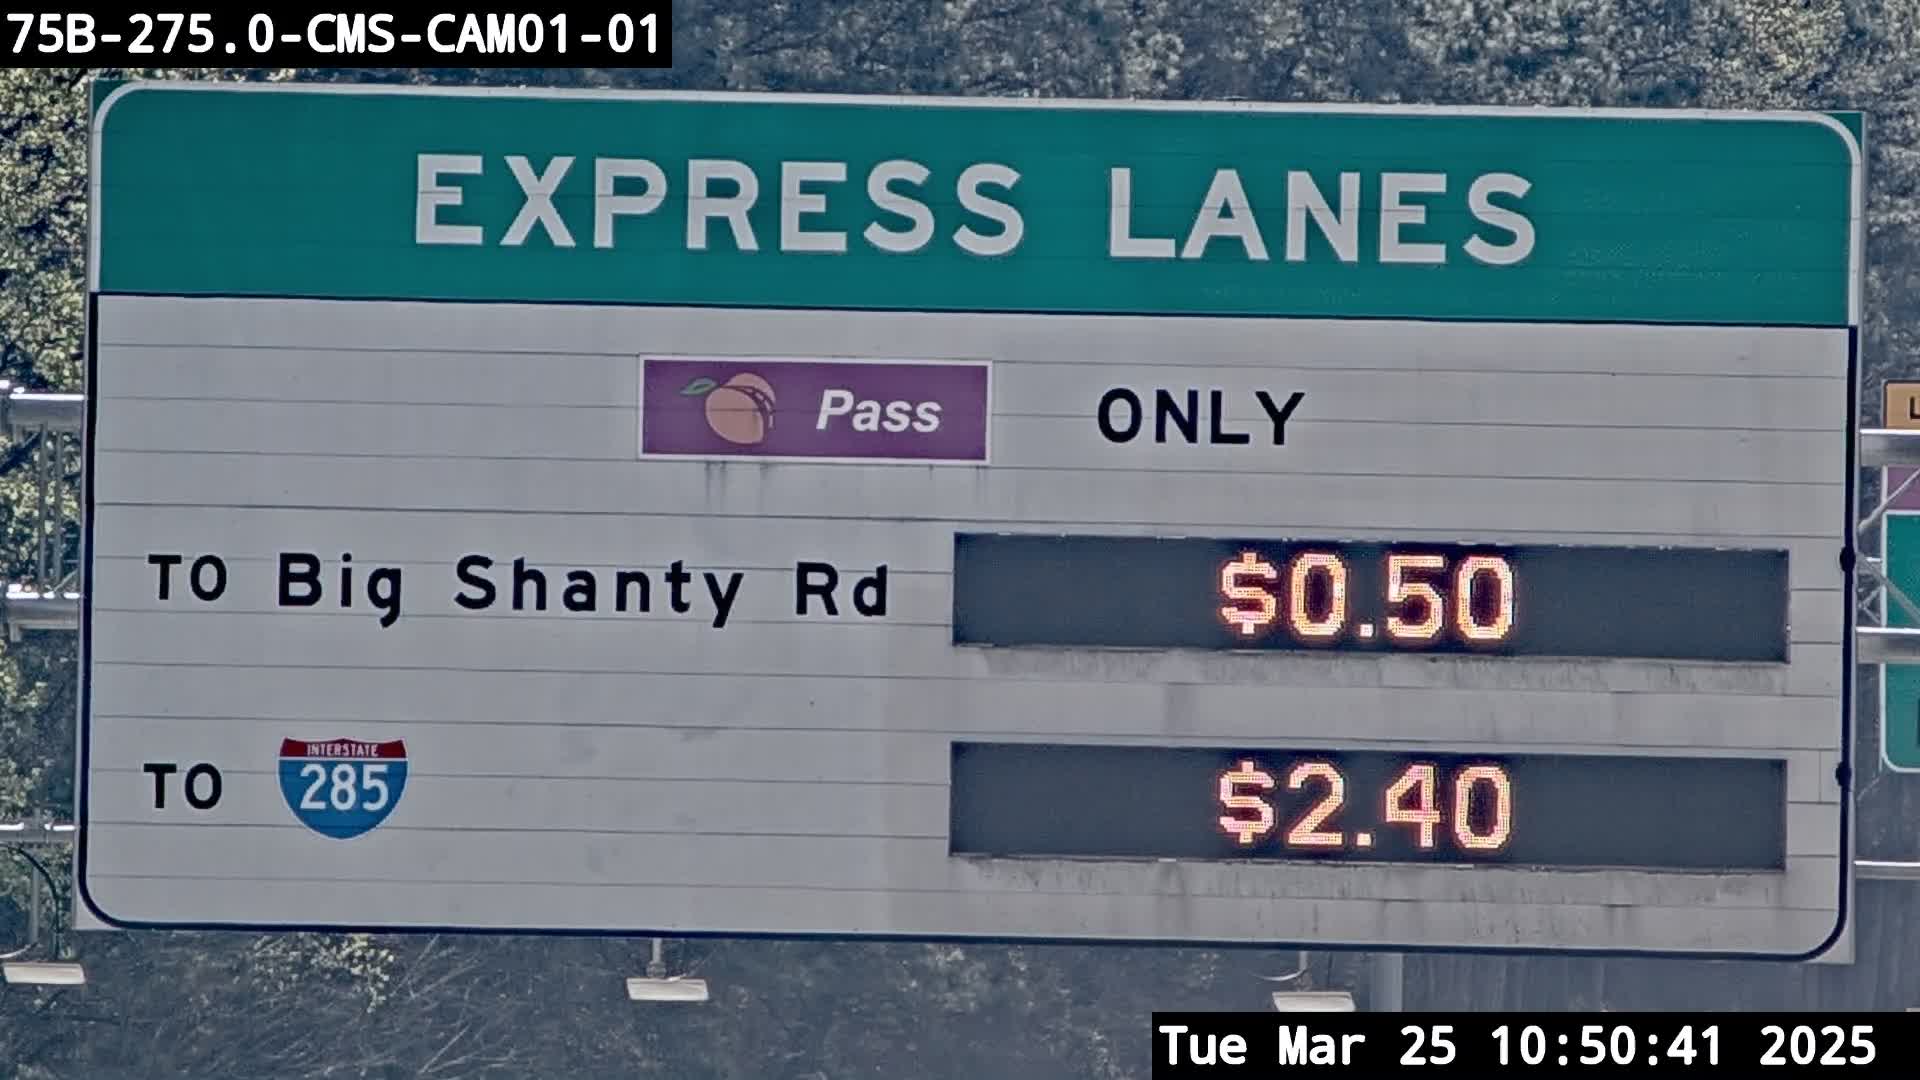 75B-275.0-CMS-CAM01-01
EXPRESS LANES
Pass ONLY
TO Big Shanty Rd $0.50
TO INTERSTATE 285 $2.40
Tue Mar 25 10:50:41 2025